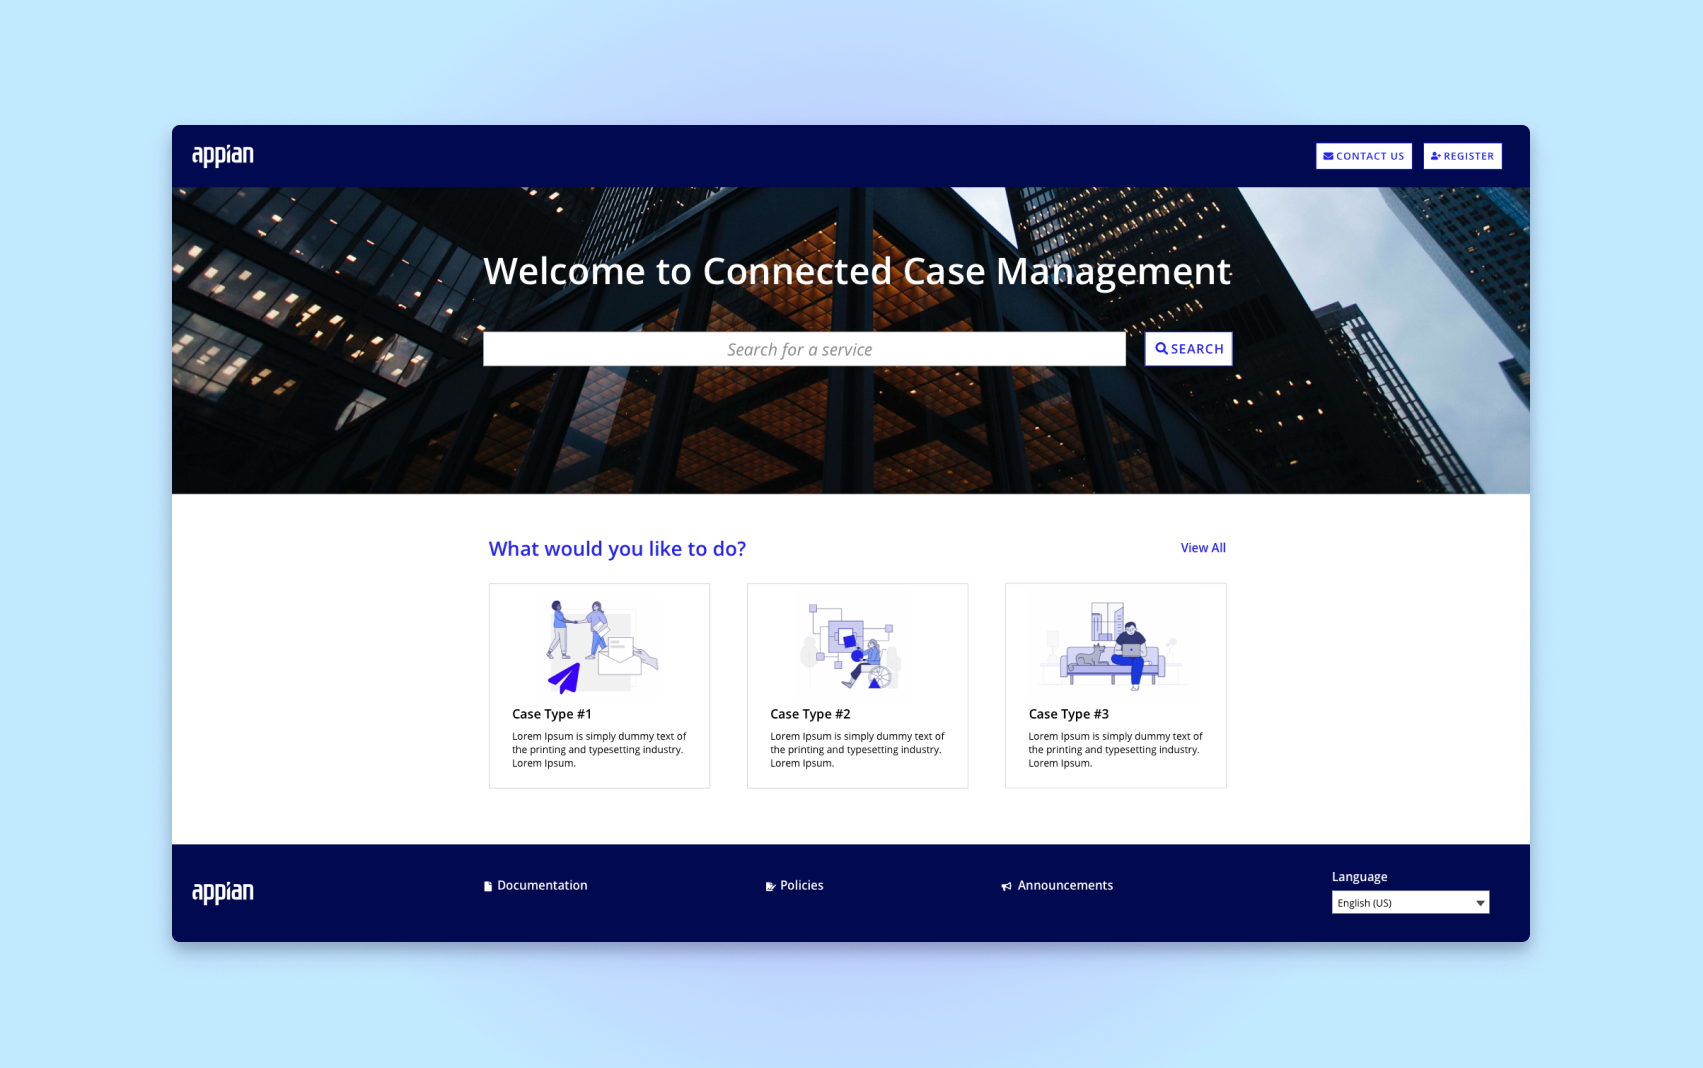 appian
CONTACT US
REGISTER
Welcome to Connected Case Management
Search for a service
SEARCH
What would you like to do?
View All
Case Type #1
Lorem Ipsum is simply dummy text of
the printing and typesetting industry.
Lorem Ipsum.
Case Type #2
Lorem Ipsum is simply dummy text of
the printing and typesetting industry.
Lorem Ipsum.
Case Type #3
Lorem Ipsum is simply dummy text of
the printing and typesetting industry.
Lorem Ipsum.
appian
Documentation
Policies
Announcements
Language
English (US)